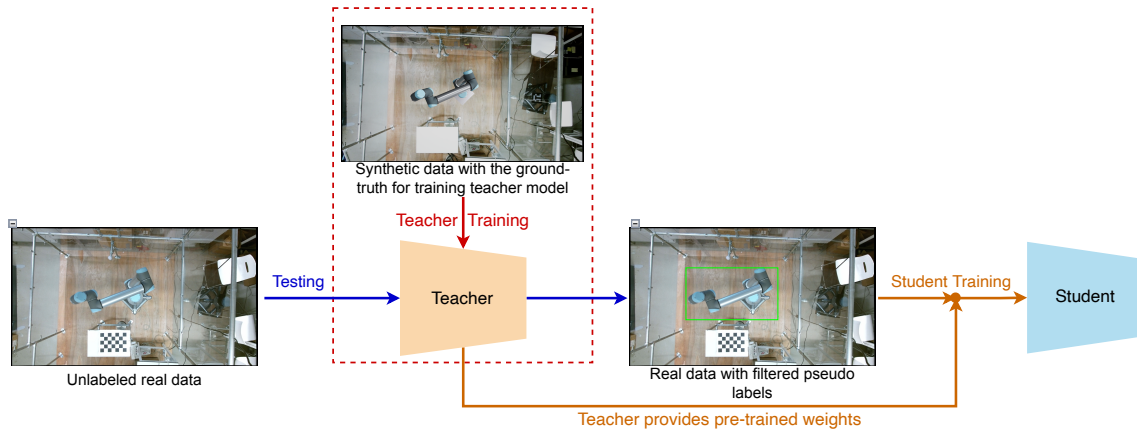 Synthetic data with the ground-
truth for training teacher model
Teacher Training
Testing
Teacher
Student Training
Student
Unlabeled real data
Real data with filtered pseudo
labels
Teacher provides pre-trained weights